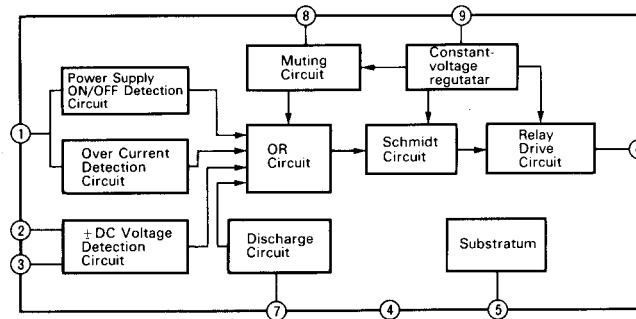 8
9
Muting
Circuit
Constant-
voltage
regutatar
Power Supply
ON/OFF Detection
Circuit
1
OR
Circuit
Schmidt
Circuit
Relay
Drive
Circuit
Over Current
Detection
Circuit
2
3
±DC Voltage
Detection
Circuit
Discharge
Circuit
Substratum
7
4
5